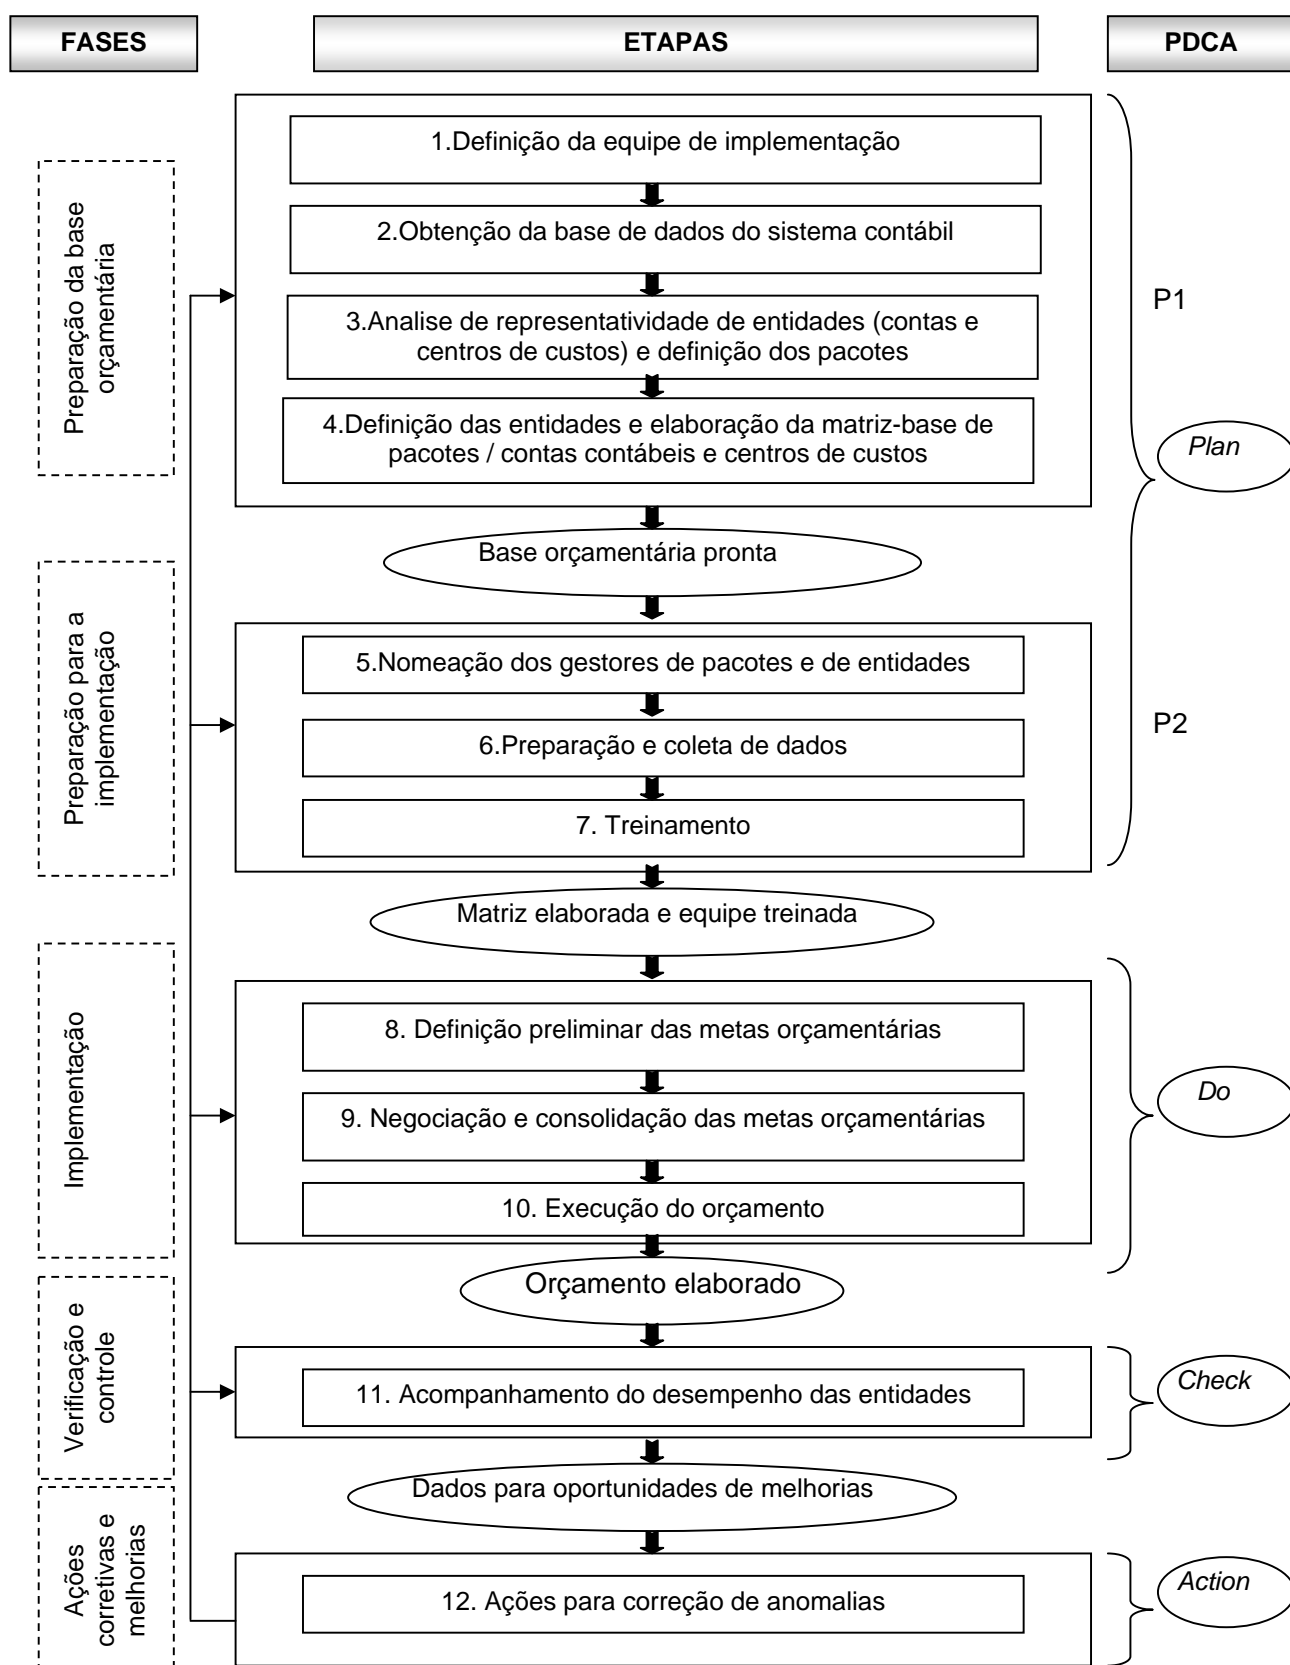 FASES
ETAPAS
PDCA
Preparação da base
orçamentária
1.Definição da equipe de implementação
2.Obtenção da base de dados do sistema contábil
3.Analise de representatividade de entidades (contas e
centros de custos) e definição dos pacotes
4.Definição das entidades e elaboração da matriz-base de
pacotes / contas contábeis e centros de custos
P1
Plan
Base orçamentária pronta
Preparação para a
implementação
5.Nomeação dos gestores de pacotes e de entidades
6.Preparação e coleta de dados
7. Treinamento
P2
Matriz elaborada e equipe treinada
Implementação
8. Definição preliminar das metas orçamentárias
9. Negociação e consolidação das metas orçamentárias
10. Execução do orçamento
Do
Orçamento elaborado
Verificação e
controle
11. Acompanhamento do desempenho das entidades
Check
Dados para oportunidades de melhorias
Ações
corretivas e
melhorias
12. Ações para correção de anomalias
Action